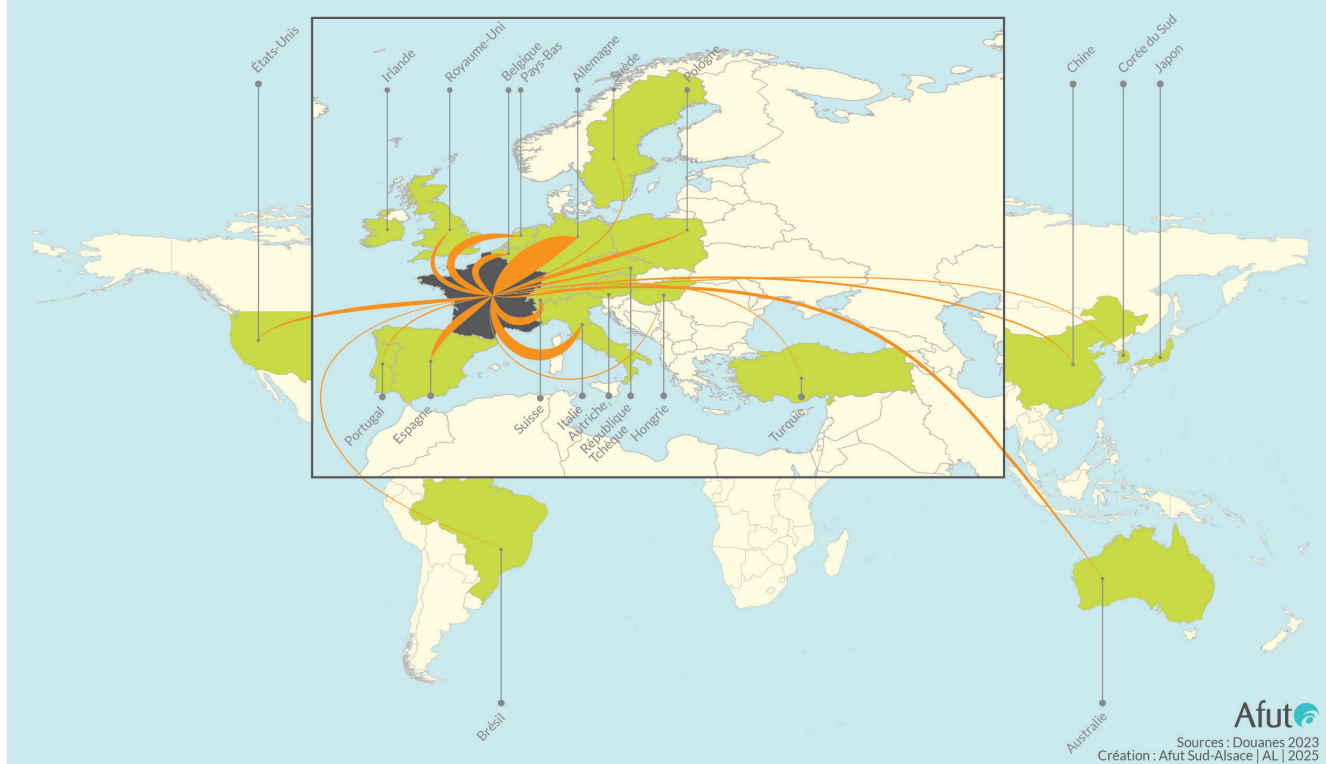 États-Unis
Irlande
Royaume-Uni
Belgique
Pays-Bas
Allemagne
Suède
Pologne
Chine
Corée du Sud
Japon
Portugal
Espagne
Suisse
Italie
Autriche
République
Tchèque
Hongrie
Turquie
Brésil
Australie
Afut
Sources : Douanes 2023
Création : Afut Sud-Alsace | AL | 2025